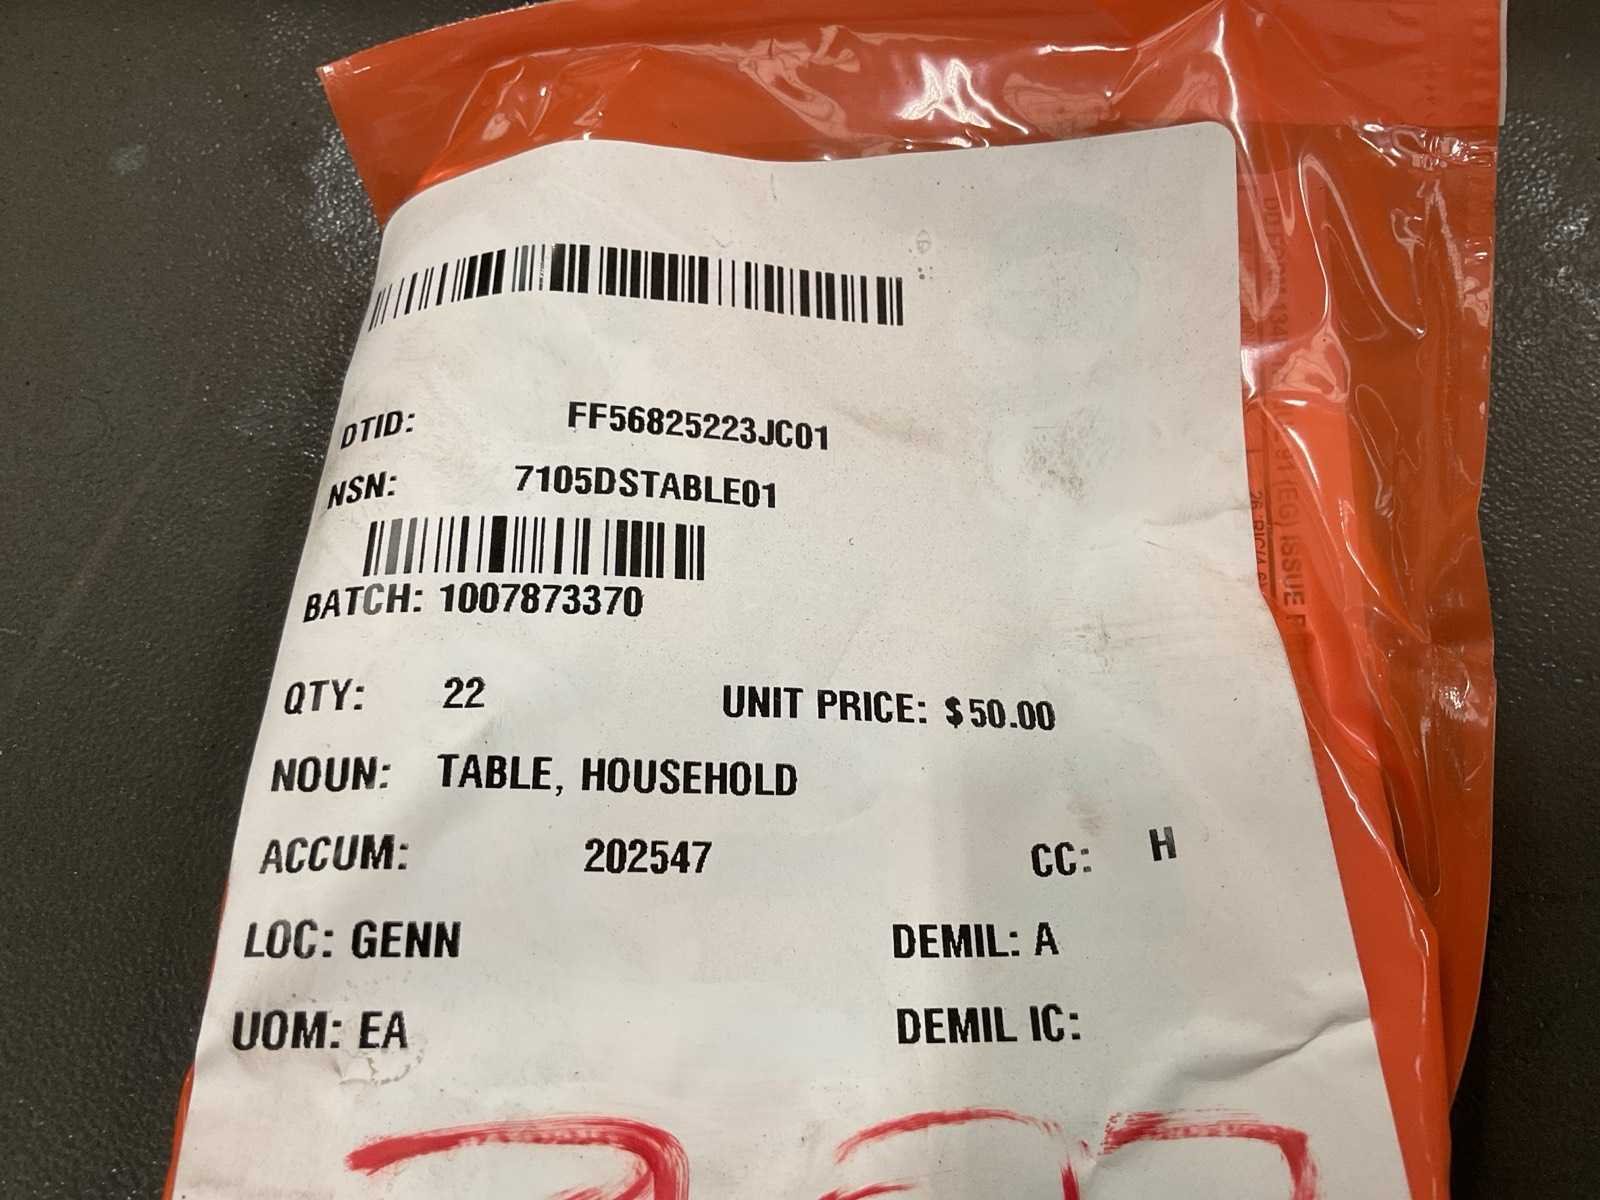 DTID: FF56825223JC01
NSN: 7105DSTABLE01
BATCH: 1007873370
QTY: 22 UNIT PRICE: $50.00
NOUN: TABLE, HOUSEHOLD
ACCUM: 202547 CC: H
LOC: GENN DEMIL: A
UOM: EA DEMIL IC:
ISSUE